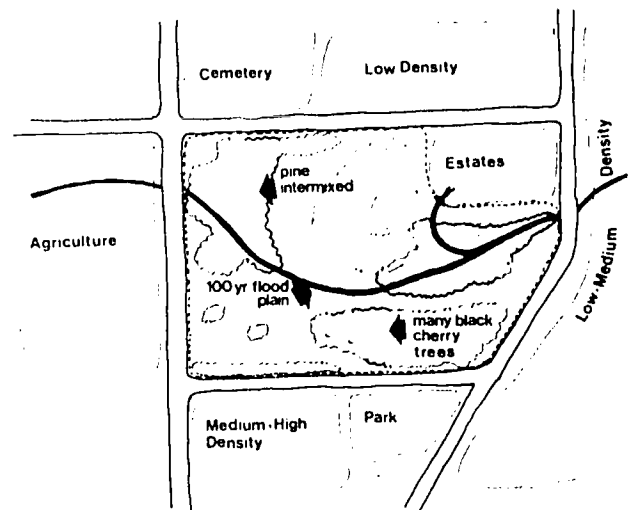 Cemetery
Low Density
Estates
Density
Low-Medium
pine
intermixed
Agriculture
100 yr flood
plain
many black
cherry
trees
Medium-High
Density
Park